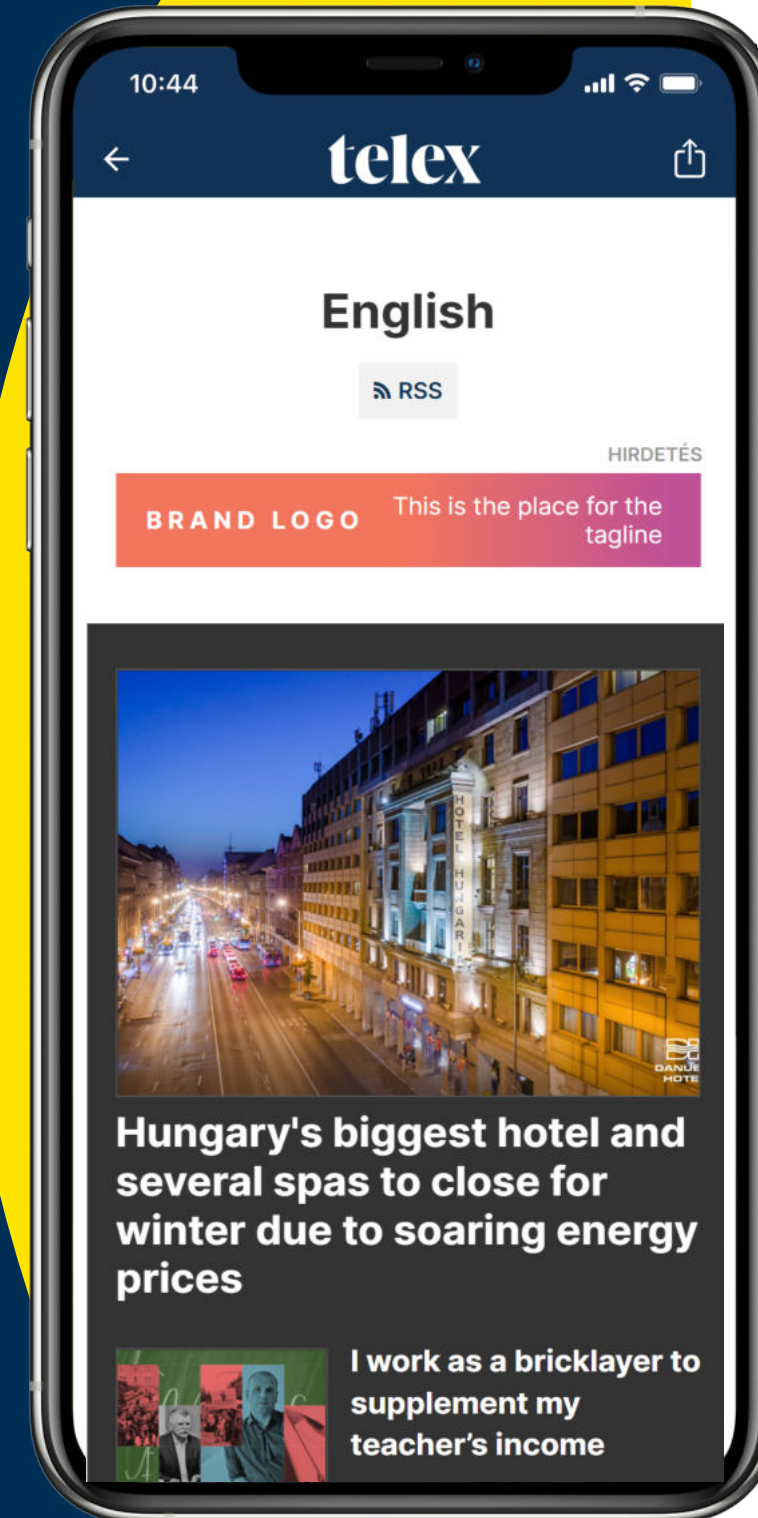 10:44
telex
English
RSS
HIRDETÉS
BRAND LOGO
This is the place for the
tagline
HOTEL HUNGARIA
Hungary's biggest hotel and
several spas to close for
winter due to soaring energy
prices
I work as a bricklayer to
supplement my
teacher’s income